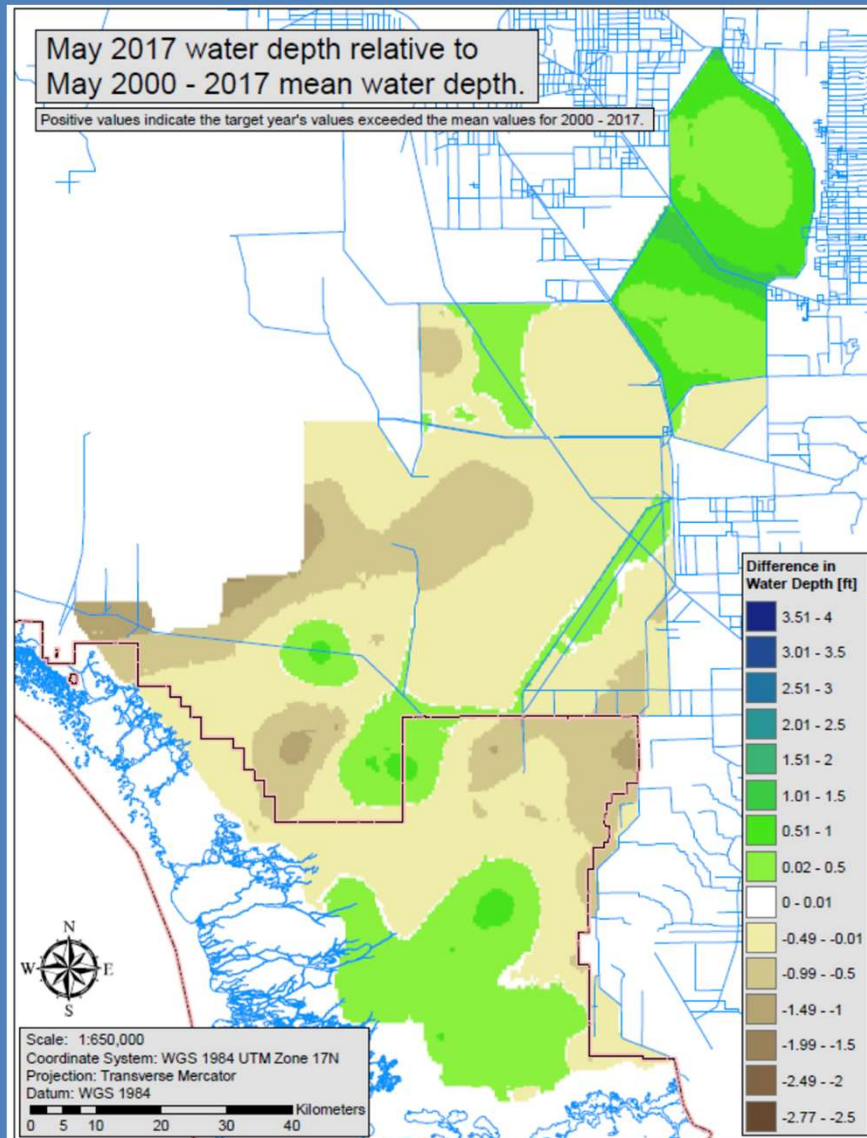 May 2017 water depth relative to
May 2000 - 2017 mean water depth.
Positive values indicate the target year's values exceeded the mean values for 2000 - 2017.
Difference in
Water Depth [ft]
3.51 - 4
3.01 - 3.5
2.51 - 3
2.01 - 2.5
1.51 - 2
1.01 - 1.5
0.51 - 1
0.02 - 0.5
0 - 0.01
-0.49 - -0.01
-0.99 - -0.5
-1.49 - -1
-1.99 - -1.5
-2.49 - -2
-2.77 - -2.5
N
W E
S
Scale: 1:650,000
Coordinate System: WGS 1984 UTM Zone 17N
Projection: Transverse Mercator
Datum: WGS 1984
Kilometers
0 5 10 20 30 40